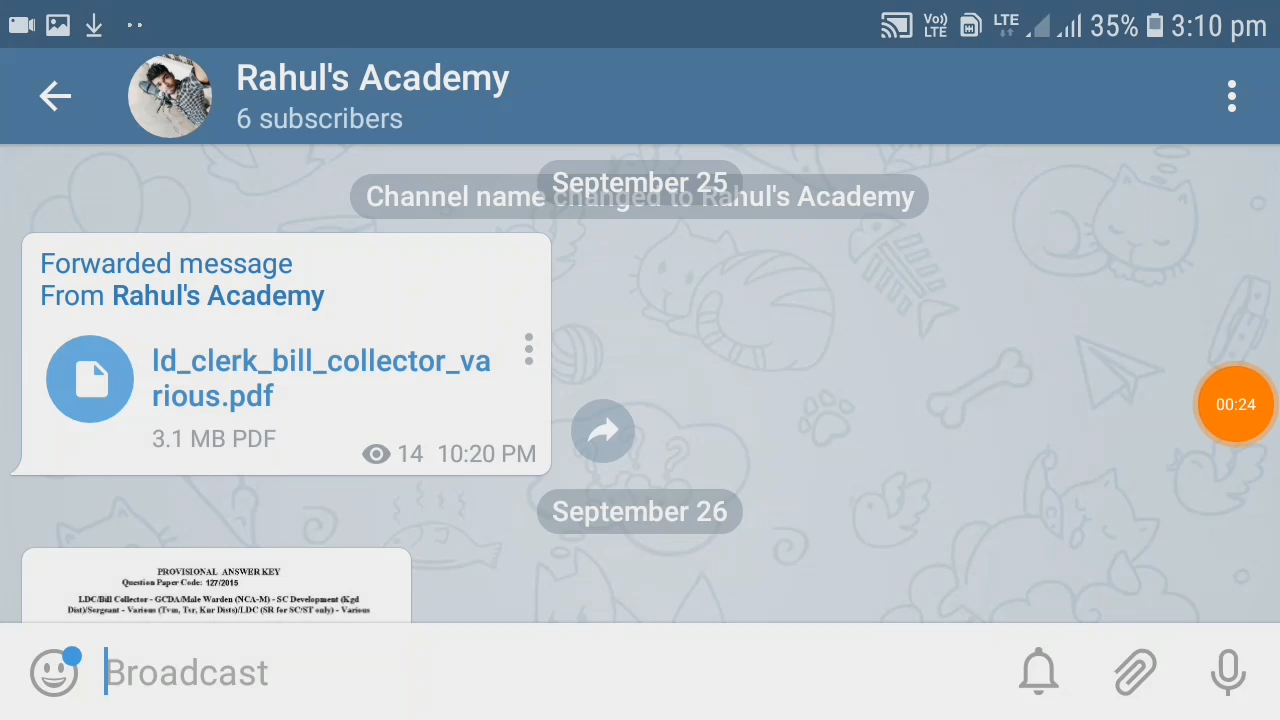 Vo))
LTE
LTE
35%
3:10 pm
Rahul's Academy
6 subscribers
September 25
Channel name changed to Rahul's Academy
Forwarded message
From Rahul's Academy
ld_clerk_bill_collector_va
rious.pdf
3.1 MB PDF
14 10:20 PM
00:24
September 26
PROVISIONAL ANSWER KEY
Question Paper Code: 127/2015
LDC/Bill Collector - GCDA/Male Warden (NCA-M) - SC Development (Kgd
Dist)/Sergeant - Various (Tvm, Tsr, Knr Dists)/LDC (SR for SC/ST only) - Various
Broadcast